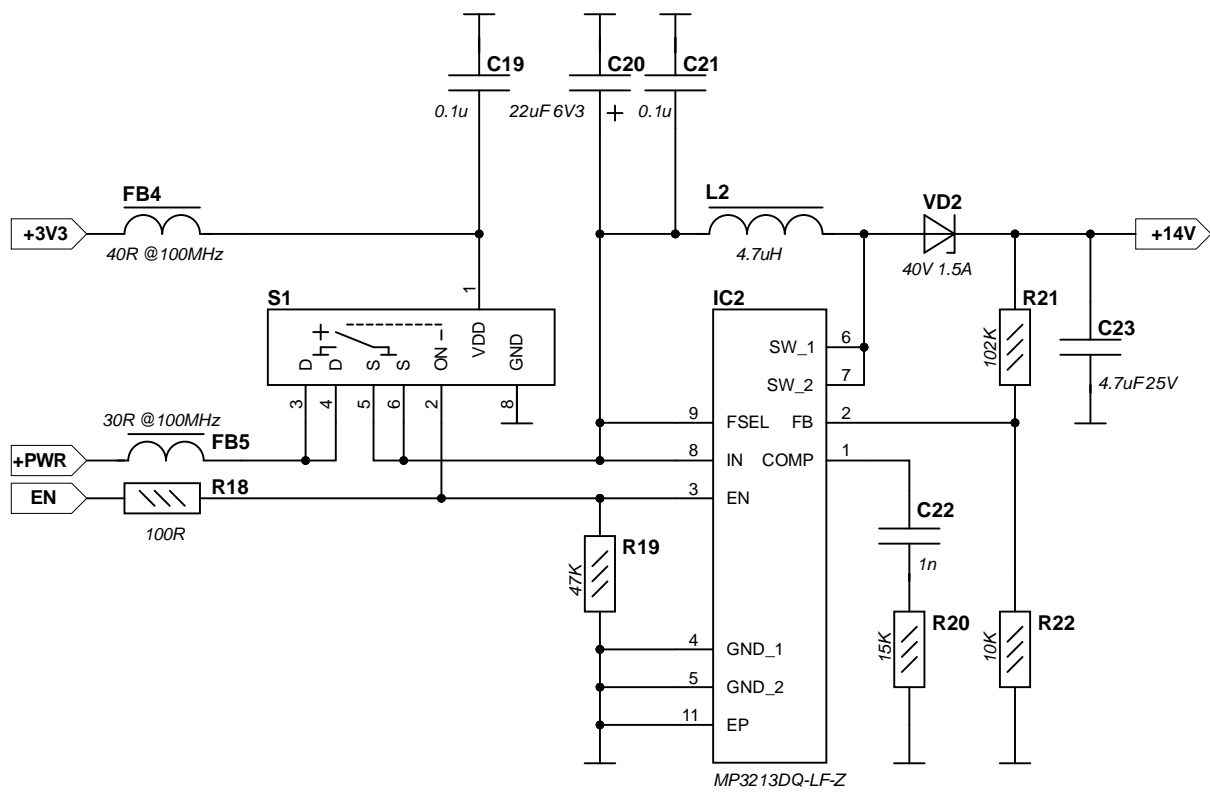 C19
0.1u
C20
22uF 6V3
+
C21
0.1u
FB4
+3V3
40R @100MHz
L2
4.7uH
VD2
40V 1.5A
+14V
S1
1
+
-
D
D
S
S
ON
VDD
GND
3
4
5
6
2
8
30R @100MHz
FB5
+PWR
EN
R18
100R
R19
47K
IC2
SW_1
6
SW_2
7
9
FSEL
FB
2
8
IN
COMP
1
3
EN
4
GND_1
5
GND_2
11
EP
MP3213DQ-LF-Z
R21
102K
C23
4.7uF 25V
C22
1n
R20
15K
R22
10K